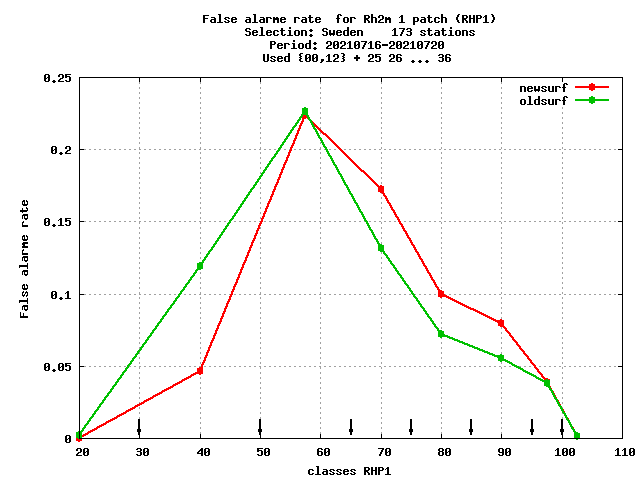 False alarme rate  for Rh2m 1 patch (RHP1)
Selection: Sweden    173 stations
Period: 20210716-20210720
Used {00,12} + 25 26 ... 36
newsurf
oldsurf
0.25
0.2
0.15
0.1
0.05
0
False alarme rate
20 30 40 50 60 70 80 90 100 110
classes RHP1